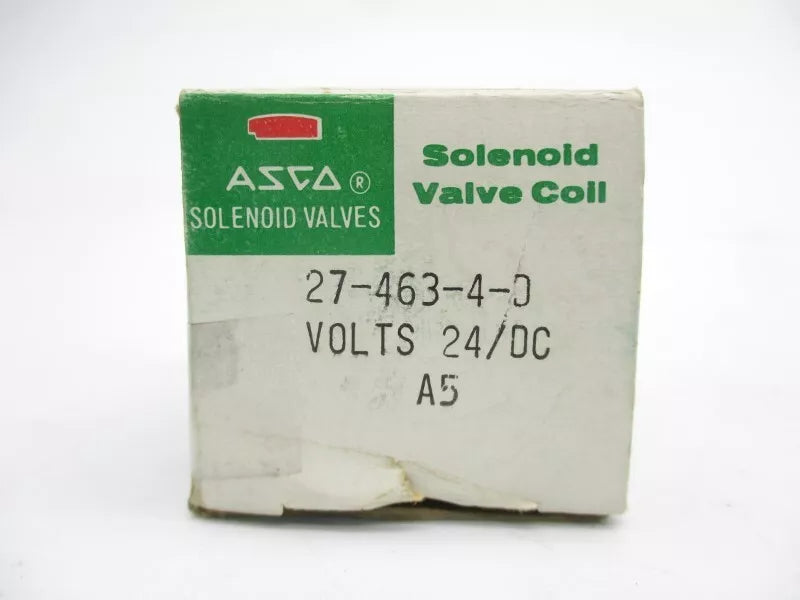 ASCO®
SOLENOID VALVES
Solenoid
Valve Coil
27-463-4-D
VOLTS 24/DC
A5